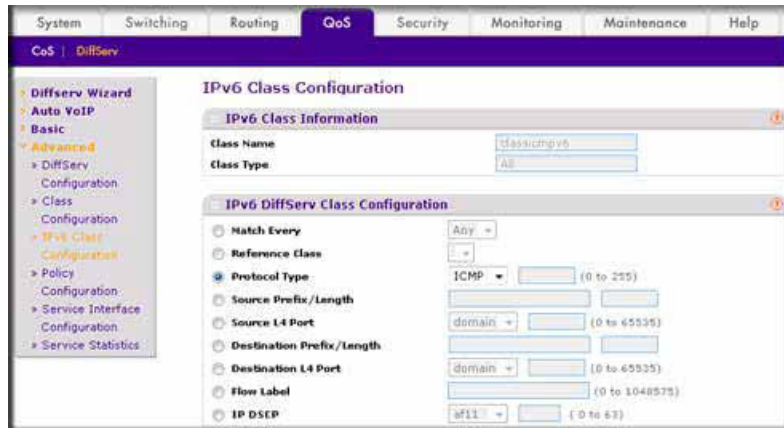 System Switching Routing QoS Security Monitoring Maintenance Help
CoS | DiffServ
Diffserv Wizard
Auto VoIP
Basic
Advanced
» DiffServ
Configuration
» Class
Configuration
» IPv6 Class
Configuration
» Policy
Configuration
» Service Interface
Configuration
» Service Statistics
IPv6 Class Configuration
IPv6 Class Information
Class Name classicmpv6
Class Type All
IPv6 DiffServ Class Configuration
Match Every Any
Reference Class
Protocol Type ICMP (0 to 255)
Source Prefix/Length
Source L4 Port domain (0 to 65535)
Destination Prefix/Length
Destination L4 Port domain (0 to 65535)
Flow Label (0 to 1048575)
IP DSCP af11 ( 0 to 63)